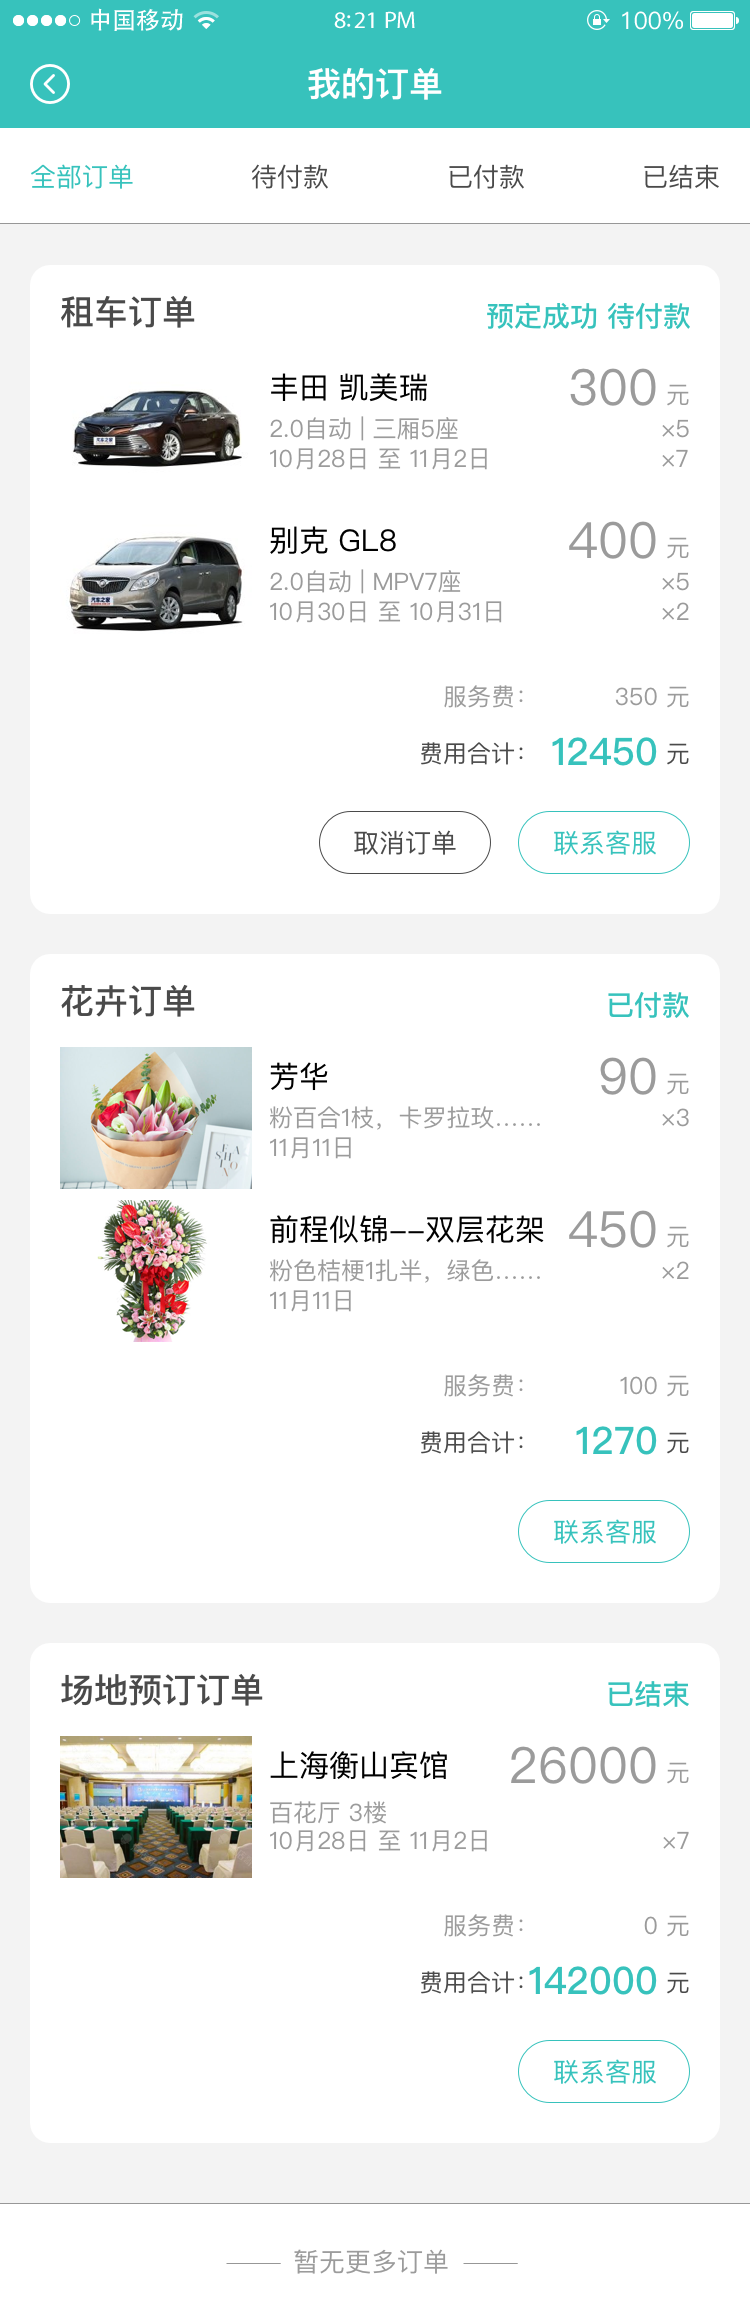 中国移动 8:21 PM 100%
我的订单
全部订单 待付款 已付款 已结束
租车订单 预定成功 待付款
丰田 凯美瑞 300 元
2.0自动 | 三厢5座 ×5
10月28日 至 11月2日 ×7
汽车之家
别克 GL8 400 元
2.0自动 | MPV7座 ×5
10月30日 至 10月31日 ×2
汽车之家
服务费： 350 元
费用合计： 12450 元
取消订单 联系客服
花卉订单 已付款
芳华 90 元
粉百合1枝，卡罗拉玫…… ×3
11月11日
前程似锦--双层花架 450 元
粉色桔梗1扎半，绿色…… ×2
11月11日
服务费： 100 元
费用合计： 1270 元
联系客服
场地预订订单 已结束
上海衡山宾馆 26000 元
百花厅 3楼
10月28日 至 11月2日 ×7
服务费： 0 元
费用合计：142000 元
联系客服
暂无更多订单